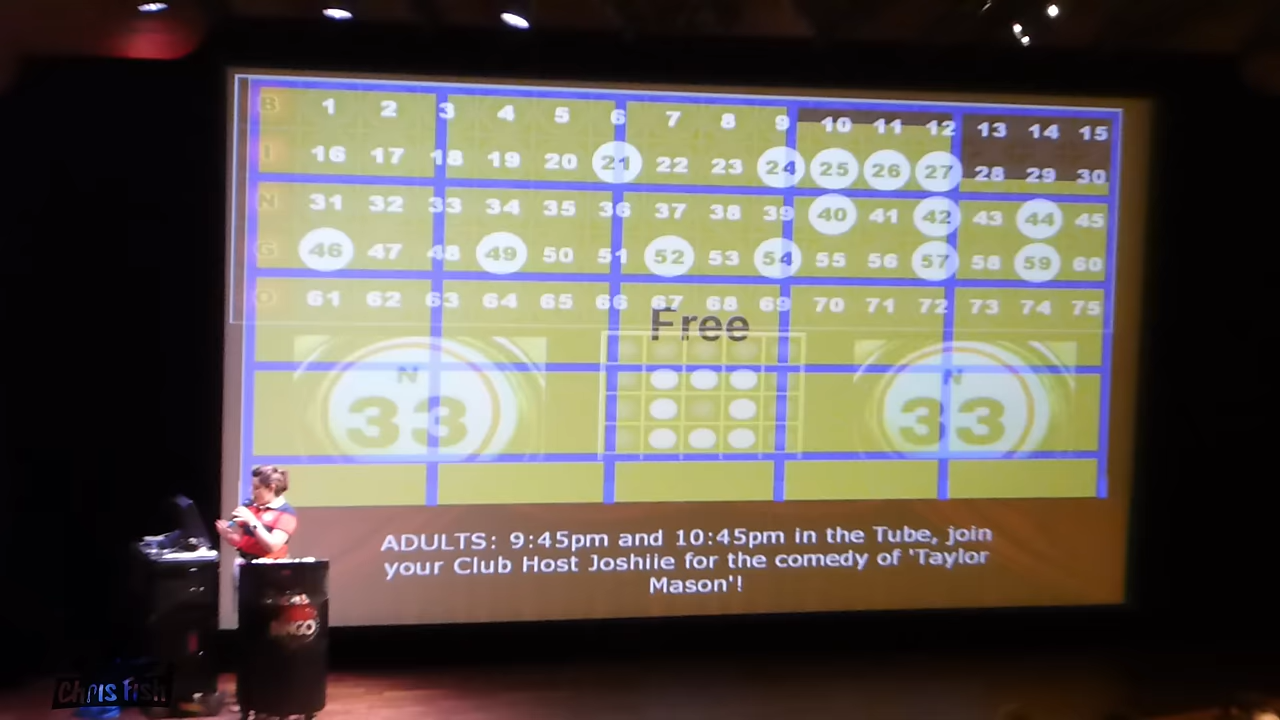 B 1 2 3 4 5 6 7 8 9 10 11 12 13 14 15
I 16 17 18 19 20 21 22 23 24 25 26 27 28 29 30
N 31 32 33 34 35 36 37 38 39 40 41 42 43 44 45
G 46 47 48 49 50 51 52 53 54 55 56 57 58 59 60
O 61 62 63 64 65 66 67 68 69 70 71 72 73 74 75
Free
N
33
N
33
ADULTS: 9:45pm and 10:45pm in the Tube, join
your Club Host Joshiie for the comedy of 'Taylor
Mason'!
Chris Fish